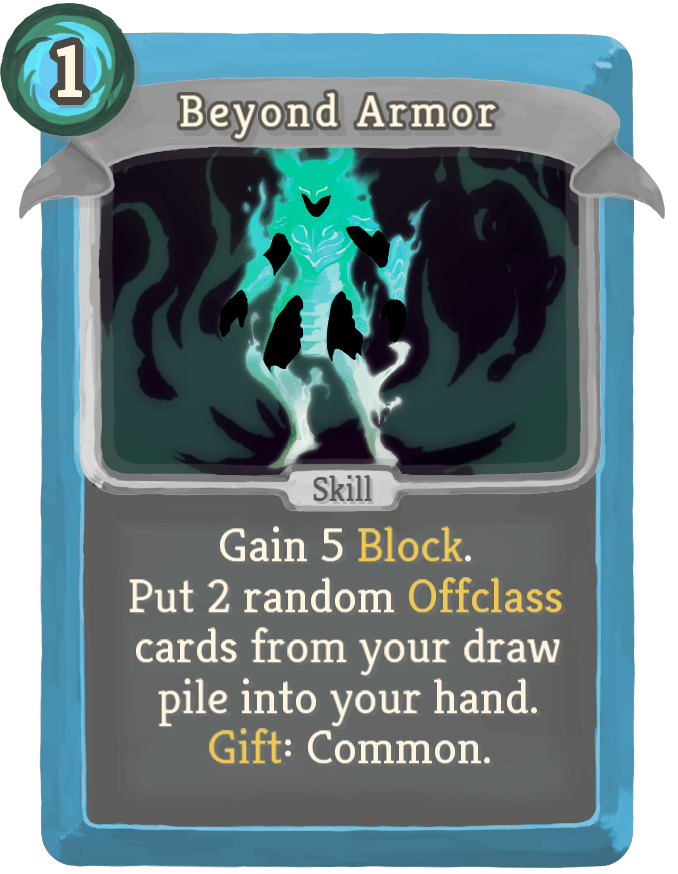 1
Beyond Armor
Skill
Gain 5 Block.
Put 2 random Offclass
cards from your draw
pile into your hand.
Gift: Common.